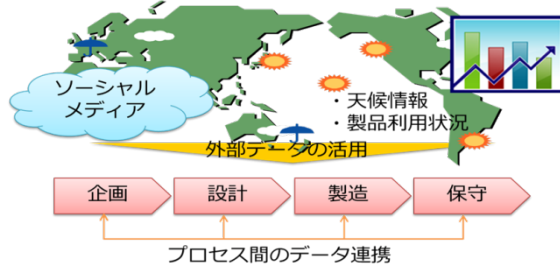 ソーシャル
メディア
・天候情報
・製品利用状況
外部データの活用
企画
設計
製造
保守
プロセス間のデータ連携